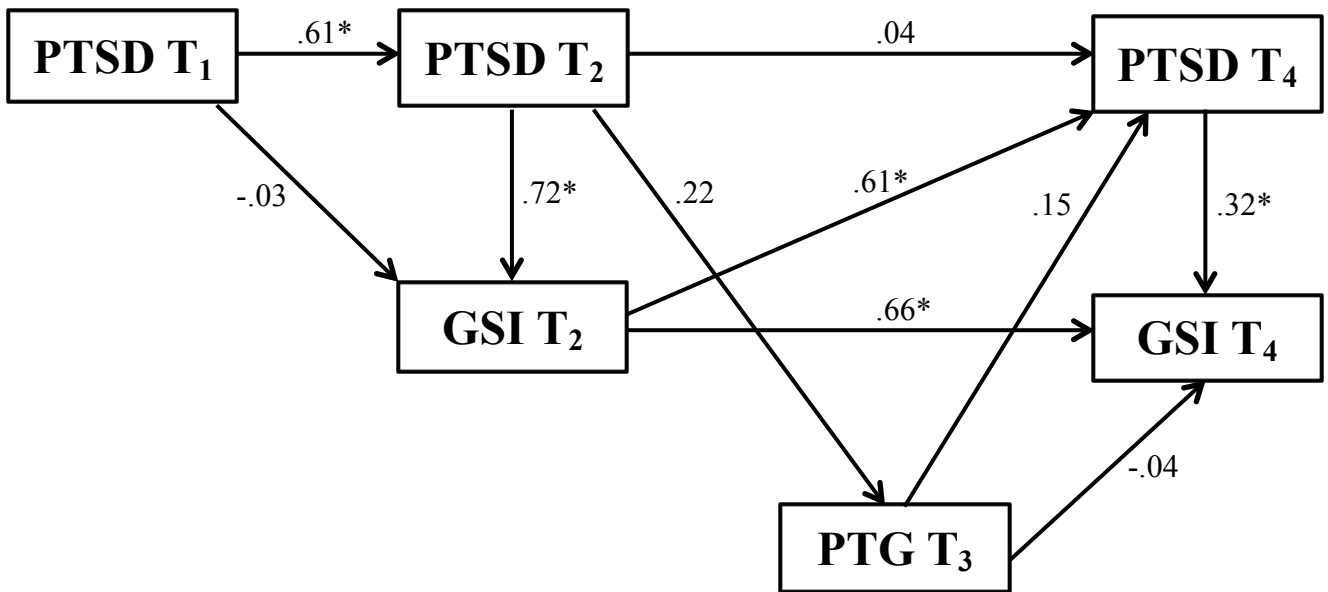 PTSD T₁
.61*
PTSD T₂
.04
PTSD T₄
-.03
.72*
.22
.61*
.15
.32*
GSI T₂
.66*
GSI T₄
-.04
PTG T₃